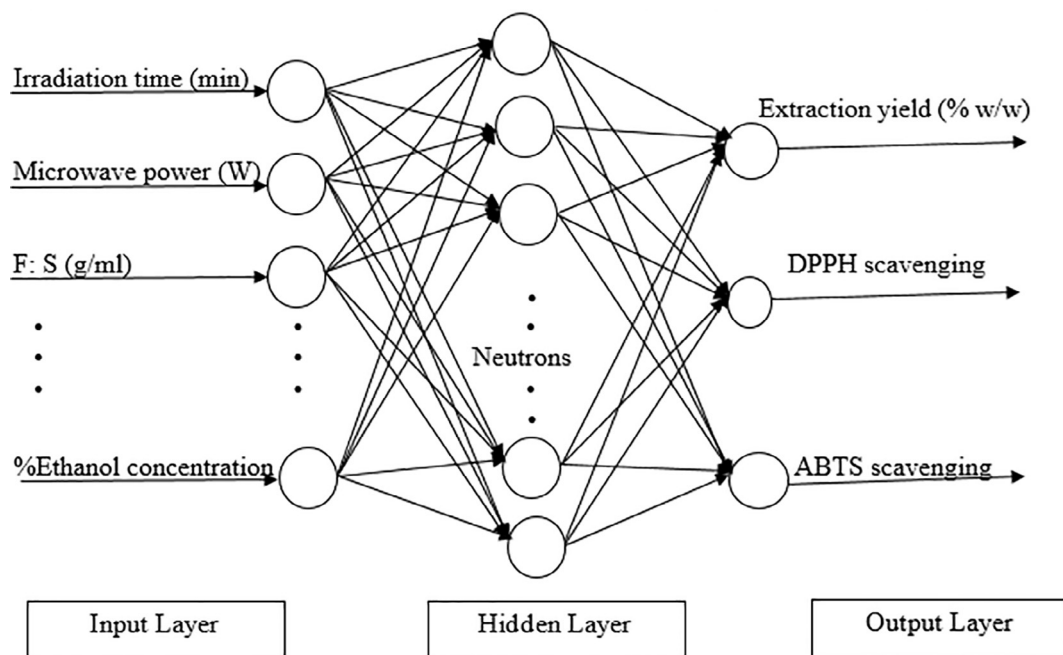 Irradiation time (min)
Microwave power (W)
F: S (g/ml)
%Ethanol concentration
Neutrons
Extraction yield (% w/w)
DPPH scavenging
ABTS scavenging
Input Layer
Hidden Layer
Output Layer